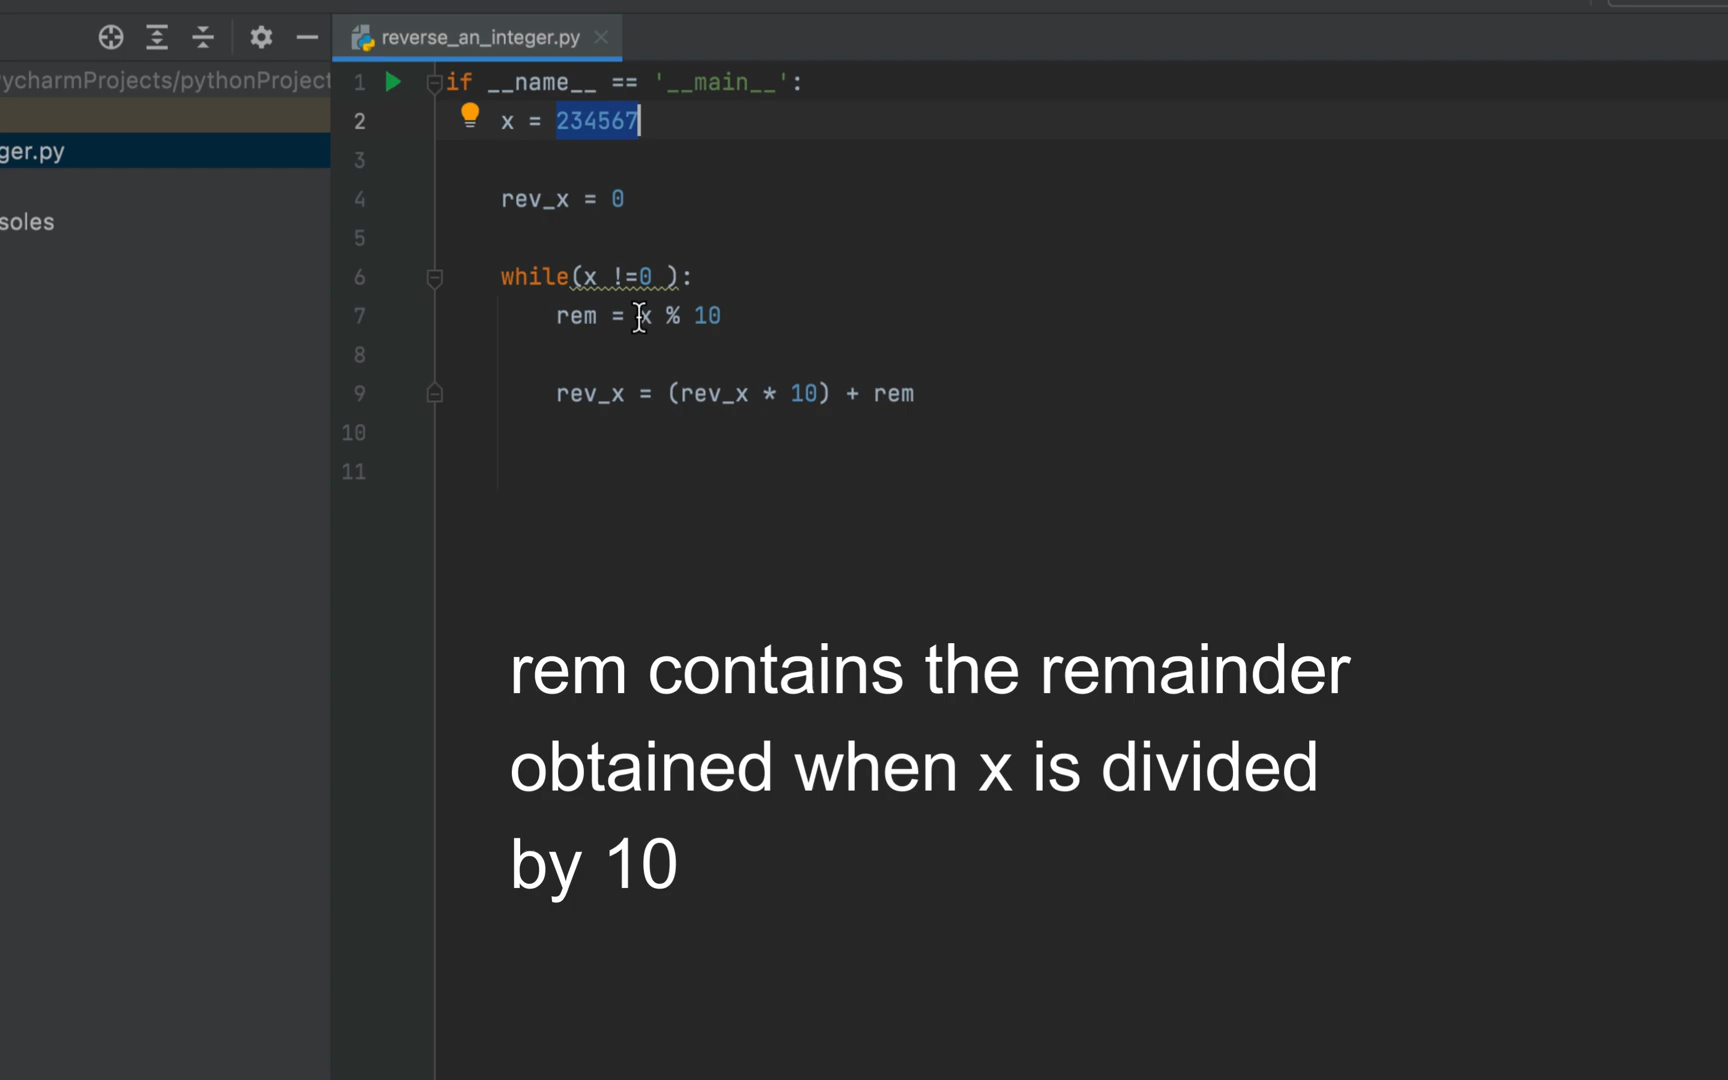 reverse_an_integer.py
ycharmProjects/pythonProject
ger.py
soles
1 if __name__ == '__main__':
2 x = 234567
3
4 rev_x = 0
5
6 while(x !=0 ):
7 rem = x % 10
8
9 rev_x = (rev_x * 10) + rem
10
11
rem contains the remainder
obtained when x is divided
by 10